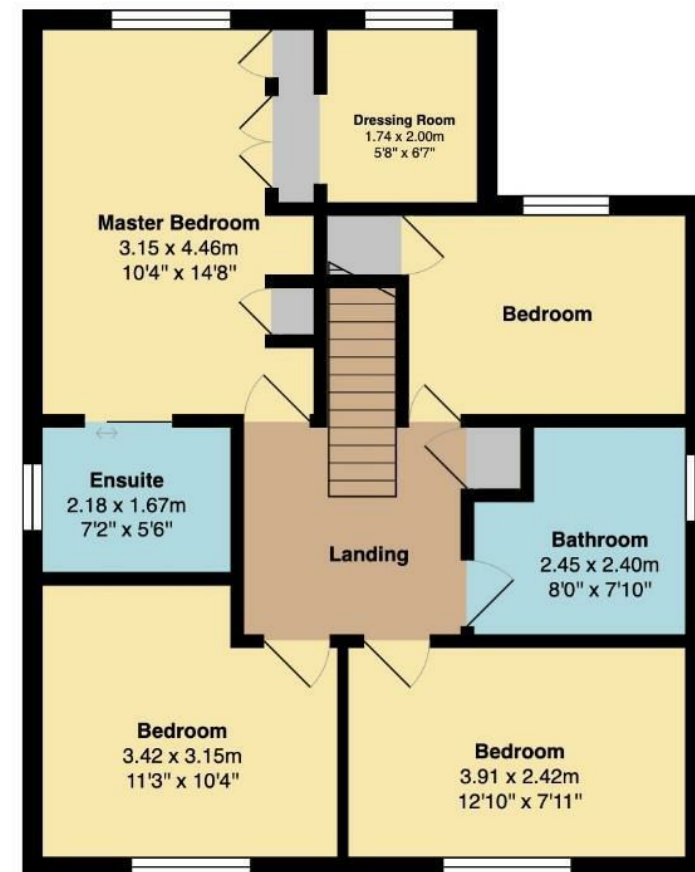 Dressing Room
1.74 x 2.00m
5'8" x 6'7"
Master Bedroom
3.15 x 4.46m
10'4" x 14'8"
Bedroom
Ensuite
2.18 x 1.67m
7'2" x 5'6"
Landing
Bathroom
2.45 x 2.40m
8'0" x 7'10"
Bedroom
3.42 x 3.15m
11'3" x 10'4"
Bedroom
3.91 x 2.42m
12'10" x 7'11"